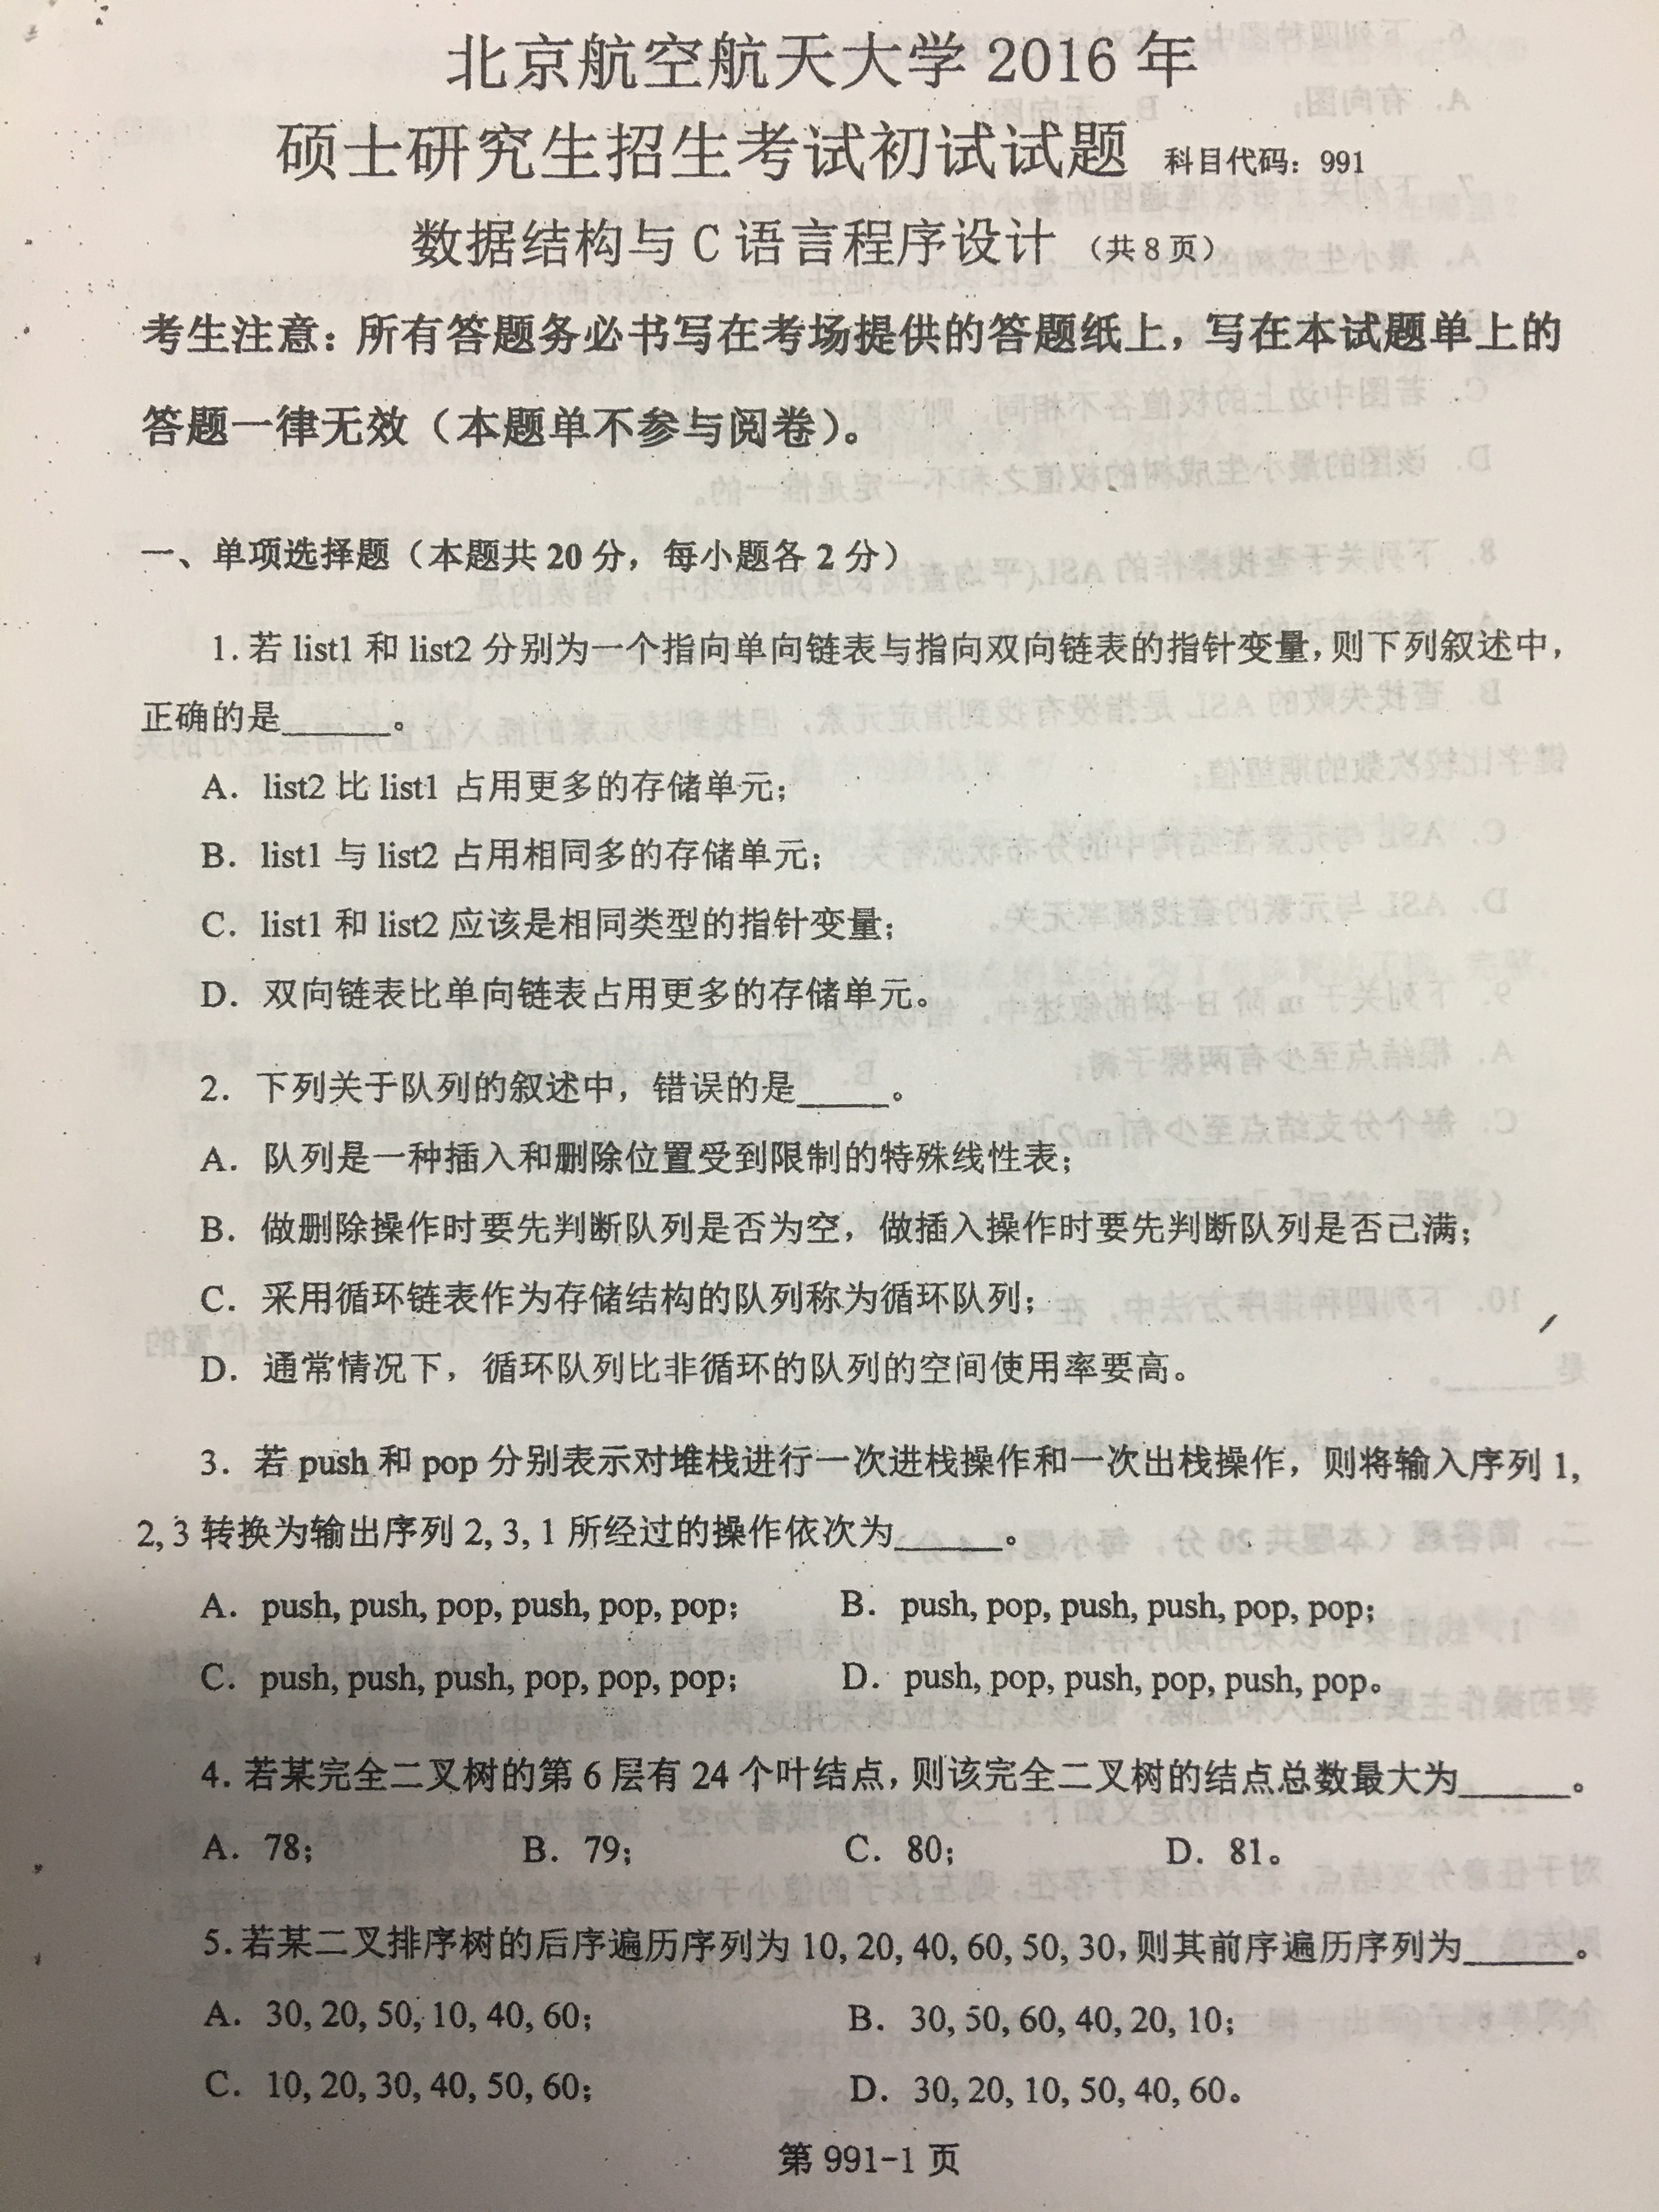 北京航空航天大学 2016 年
硕士研究生招生考试初试试题 科目代码：991
数据结构与 C 语言程序设计 （共 8 页）
考生注意：所有答题务必书写在考场提供的答题纸上，写在本试题单上的
答题一律无效（本题单不参与阅卷）。
一、单项选择题（本题共 20 分，每小题各 2 分）
1. 若 list1 和 list2 分别为一个指向单向链表与指向双向链表的指针变量，则下列叙述中，
正确的是______。
A．list2 比 list1 占用更多的存储单元；
B．list1 与 list2 占用相同多的存储单元；
C．list1 和 list2 应该是相同类型的指针变量；
D．双向链表比单向链表占用更多的存储单元。
2．下列关于队列的叙述中，错误的是_____。
A．队列是一种插入和删除位置受到限制的特殊线性表；
B．做删除操作时要先判断队列是否为空，做插入操作时要先判断队列是否己满；
C．采用循环链表作为存储结构的队列称为循环队列；
D．通常情况下，循环队列比非循环的队列的空间使用率要高。
3．若 push 和 pop 分别表示对堆栈进行一次进栈操作和一次出栈操作，则将输入序列 1,
2, 3 转换为输出序列 2, 3, 1 所经过的操作依次为______。
A．push, push, pop, push, pop, pop； B．push, pop, push, push, pop, pop；
C．push, push, push, pop, pop, pop； D．push, pop, push, pop, push, pop。
4. 若某完全二叉树的第 6 层有 24 个叶结点，则该完全二叉树的结点总数最大为______。
A．78； B．79； C．80； D．81。
5. 若某二叉排序树的后序遍历序列为 10, 20, 40, 60, 50, 30，则其前序遍历序列为______。
A．30, 20, 50, 10, 40, 60； B．30, 50, 60, 40, 20, 10；
C．10, 20, 30, 40, 50, 60； D．30, 20, 10, 50, 40, 60。
第 991-1 页